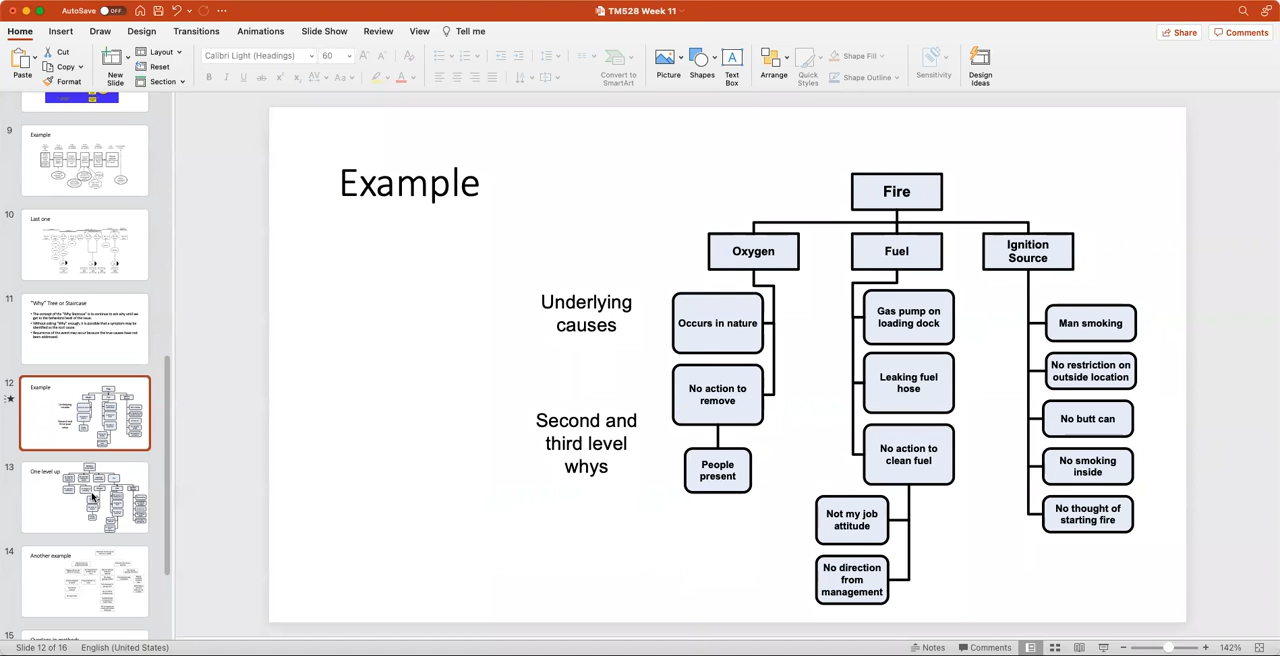 AutoSave OFF
TM528 Week 11
Home Insert Draw Design Transitions Animations Slide Show Review View Tell me
Share Comments
Paste
Cut
Copy
Format
New
Slide
Layout
Reset
Section
Calibri Light (Headings) 60
Convert to
SmartArt
Picture
Shapes
Text
Box
Arrange
Quick
Styles
Shape Fill
Shape Outline
Sensitivity
Design
Ideas
9
Example
10
Last one
11
"Why" Tree or Staircase
12
Example
13
One level up
14
Another example
15
Example
Fire
Oxygen
Fuel
Ignition
Source
Underlying
causes
Second and
third level
whys
Occurs in nature
No action to
remove
People
present
Gas pump on
loading dock
Leaking fuel
hose
No action to
clean fuel
Not my job
attitude
No direction
from
management
Man smoking
No restriction on
outside location
No butt can
No smoking
inside
No thought of
starting fire
Slide 12 of 16 English (United States)
Notes Comments 142%